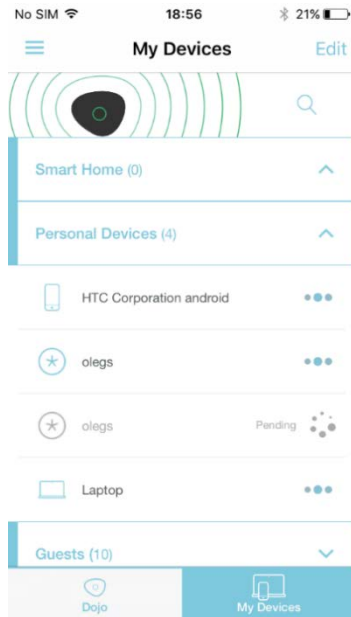 No SIM 18:56 21%
My Devices Edit
Smart Home (0)
Personal Devices (4)
HTC Corporation android
olegs
olegs Pending
Laptop
Guests (10)
Dojo My Devices